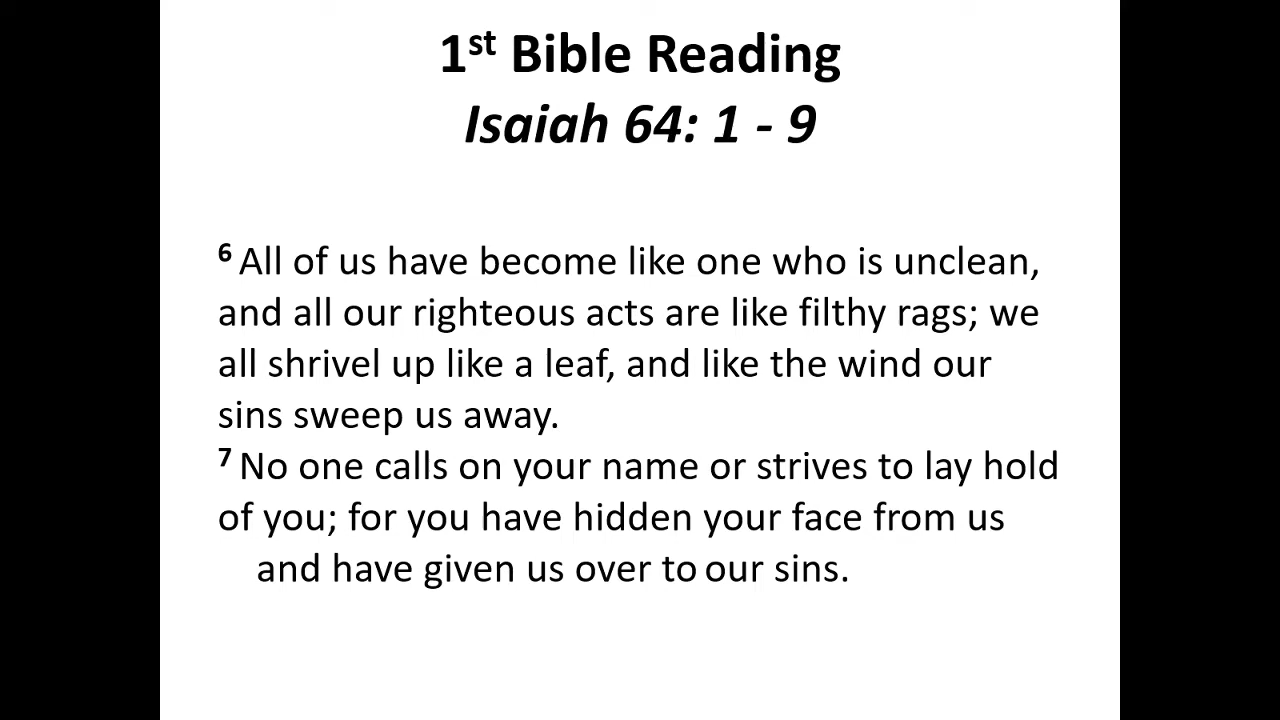 1st Bible Reading
Isaiah 64: 1 - 9
6 All of us have become like one who is unclean,
and all our righteous acts are like filthy rags; we
all shrivel up like a leaf, and like the wind our
sins sweep us away.
7 No one calls on your name or strives to lay hold
of you; for you have hidden your face from us
and have given us over to our sins.